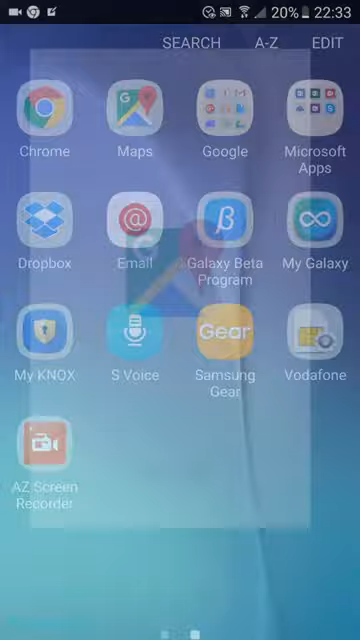 20% 22:33
SEARCH A-Z EDIT
Chrome Maps Google Microsoft
Apps
Dropbox Email Galaxy Beta My Galaxy
Program
Gear
My KNOX S Voice Samsung Vodafone
Gear
AZ Screen
Recorder